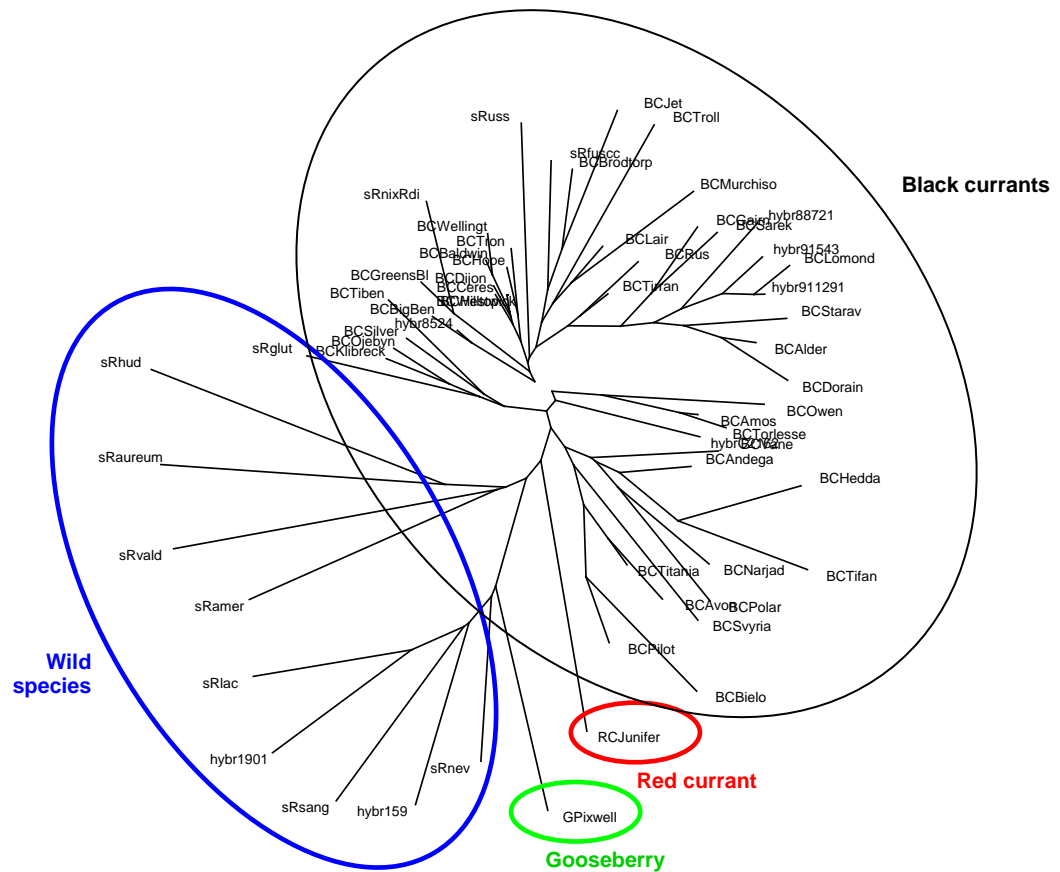 BCJet
sRuss
BCTroll
sRfuscc
BCBrodtorp
BCMurchiso
Black currants
sRnixRdi
hybr88721
BCGairn
BCSarek
BCWellingt
BCTron
BCLair
hybr91543
BCBaldwin
BCHope
BCRus
BCLomond
BCGreensBl
BCDijon
BCCeres
BCTirran
hybr911291
BCTiben
BCBigBen
BCStarav
hybr8524
BCSilver
BCOjebyn
BCKlibreck
sRglut
BCAlder
sRhud
BCDorain
BCOwen
BCAmos
BCTorlesse
sRaureum
BCAndega
BCHedda
sRvald
BCTitania
BCNarjad
BCTifan
sRamer
BCAvon
BCPolar
BCSvyria
BCPilot
Wild
species
sRlac
BCBielo
RCJunifer
hybr1901
sRnev
Red currant
sRsang
hybr159
GPixwell
Gooseberry